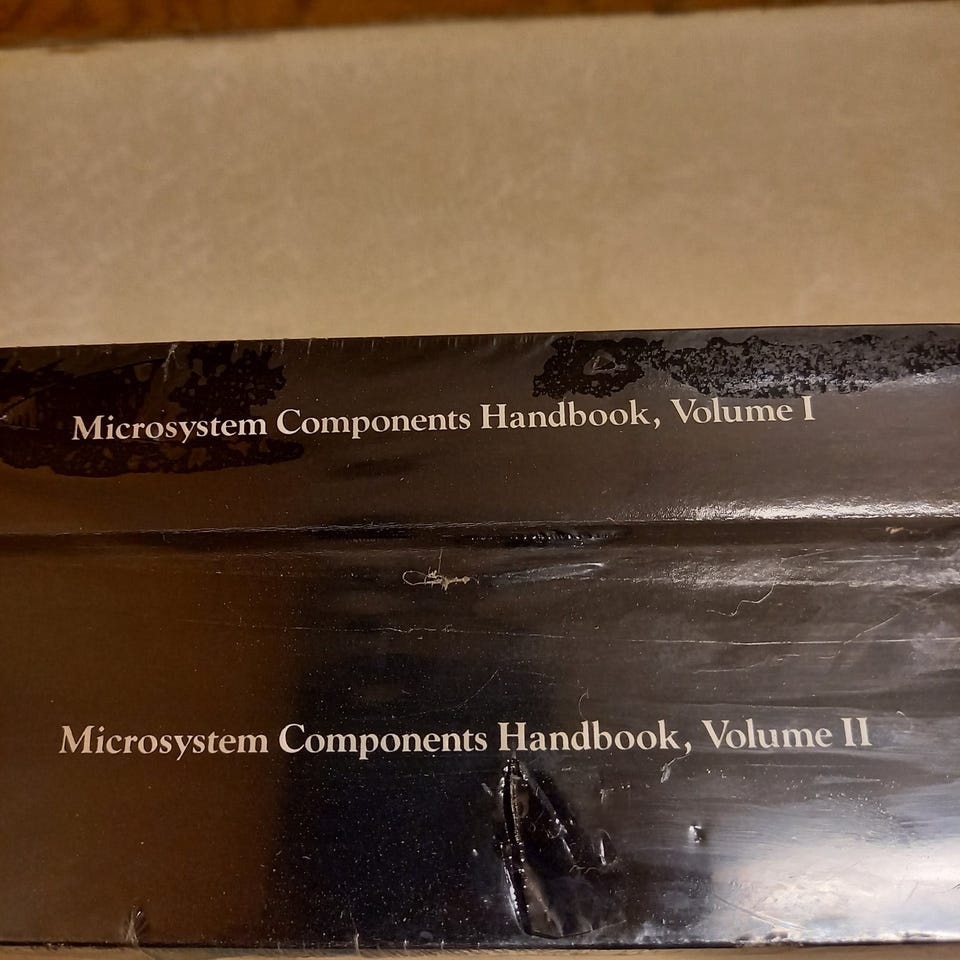 Microsystem Components Handbook, Volume I
Microsystem Components Handbook, Volume II